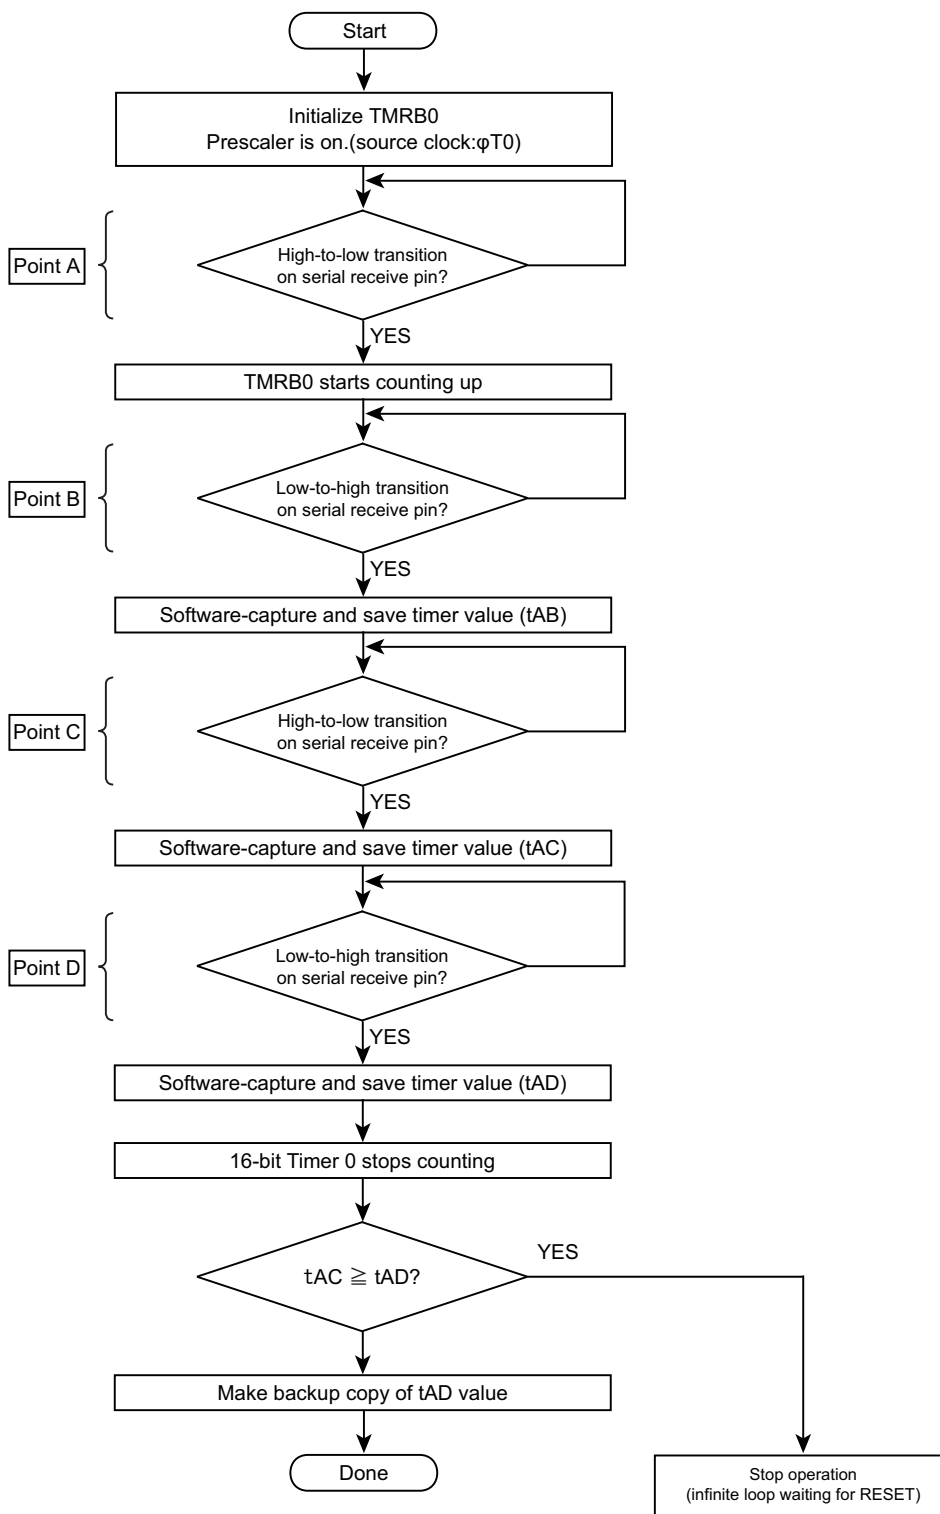 Start
Initialize TMRB0
Prescaler is on.(source clock:φT0)
Point A
High-to-low transition
on serial receive pin?
YES
TMRB0 starts counting up
Point B
Low-to-high transition
on serial receive pin?
YES
Software-capture and save timer value (tAB)
Point C
High-to-low transition
on serial receive pin?
YES
Software-capture and save timer value (tAC)
Point D
Low-to-high transition
on serial receive pin?
YES
Software-capture and save timer value (tAD)
16-bit Timer 0 stops counting
tAC ≧ tAD?
YES
Make backup copy of tAD value
Done
Stop operation
(infinite loop waiting for RESET)